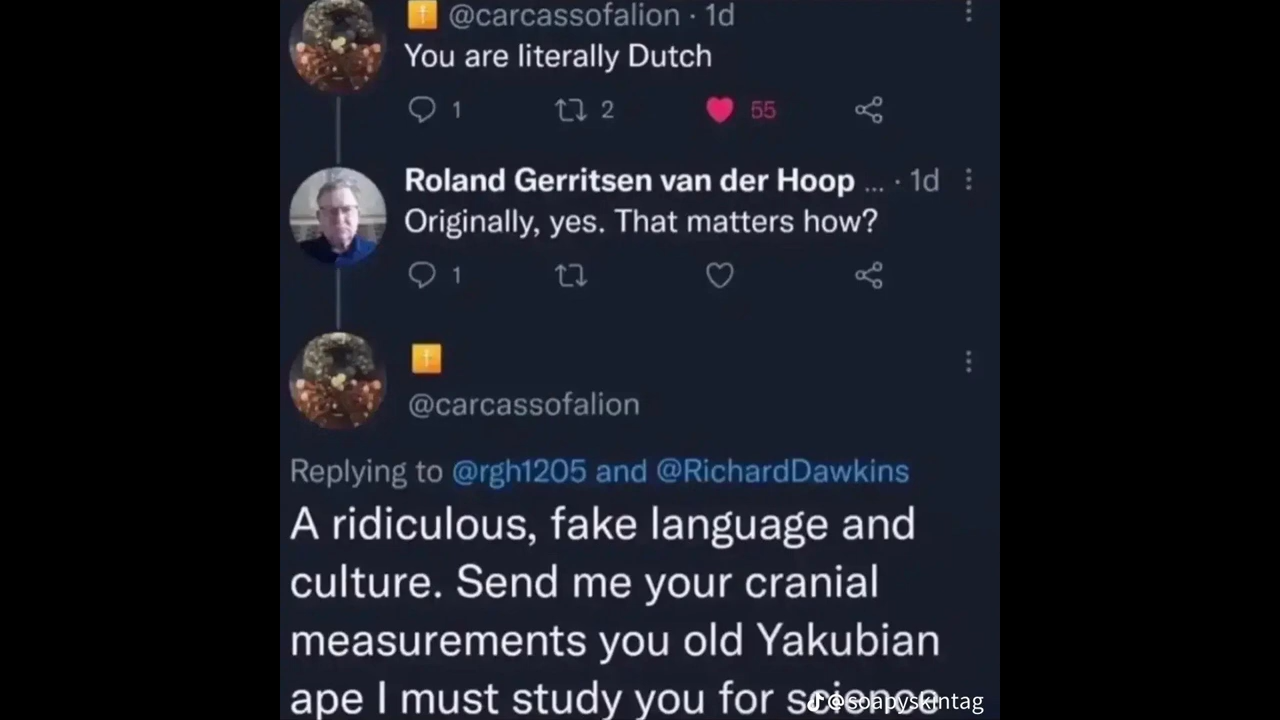 @carcassofalion · 1d
You are literally Dutch
1 2 55
Roland Gerritsen van der Hoop ... · 1d
Originally, yes. That matters how?
1
@carcassofalion
Replying to @rgh1205 and @RichardDawkins
A ridiculous, fake language and
culture. Send me your cranial
measurements you old Yakubian
ape I must study you for science
@soapyskintag